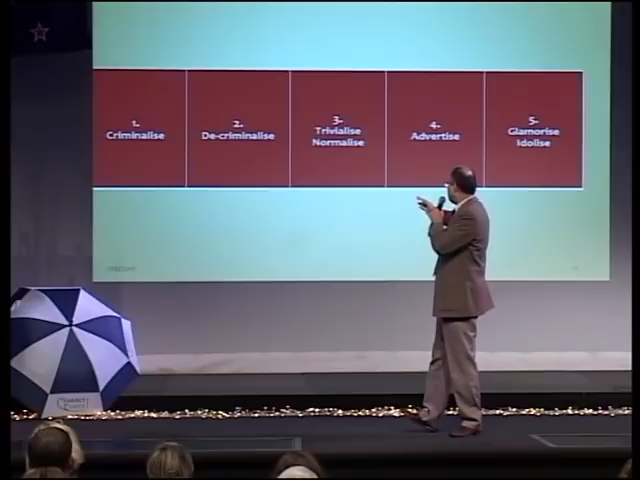 1.
Criminalise
2.
De-criminalise
3.
Trivialise
Normalise
4.
Advertise
5.
Glamorise
Idolise